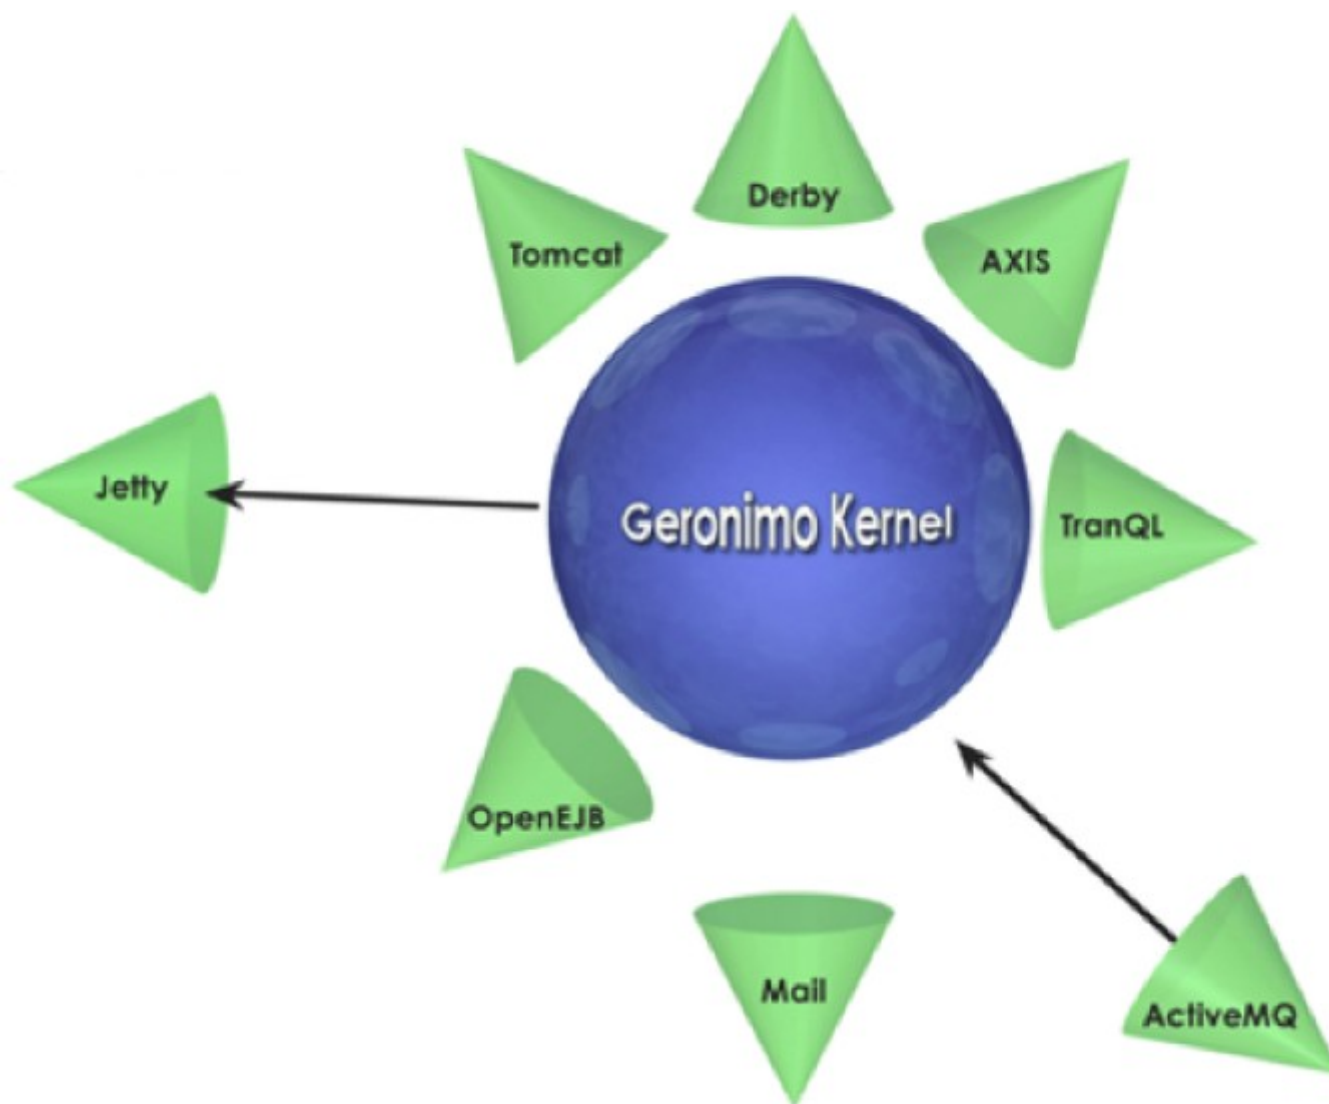 Derby
Tomcat
AXIS
Jetty
Geronimo Kernel
TranQL
OpenEJB
Mail
ActiveMQ